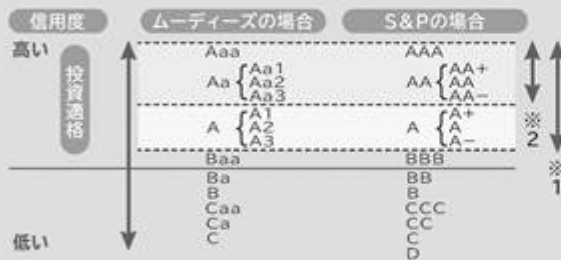 信用度 ムーディーズの場合 S&Pの場合
高い
投資適格
Aaa AAA
Aa { Aa1 Aa2 Aa3 AA { AA+ AA AA-
A { A1 A2 A3 A { A+ A A-
Baa BBB
Ba BB
B B
Caa CCC
Ca CC
C C
D
低い
※2
※1